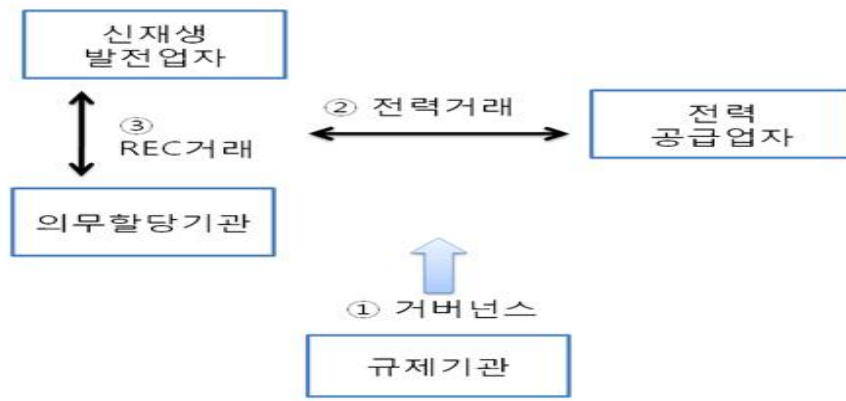 신재생
발전업자
③
REC거래
② 전력거래
전력
공급업자
의무할당기관
① 거버넌스
규제기관